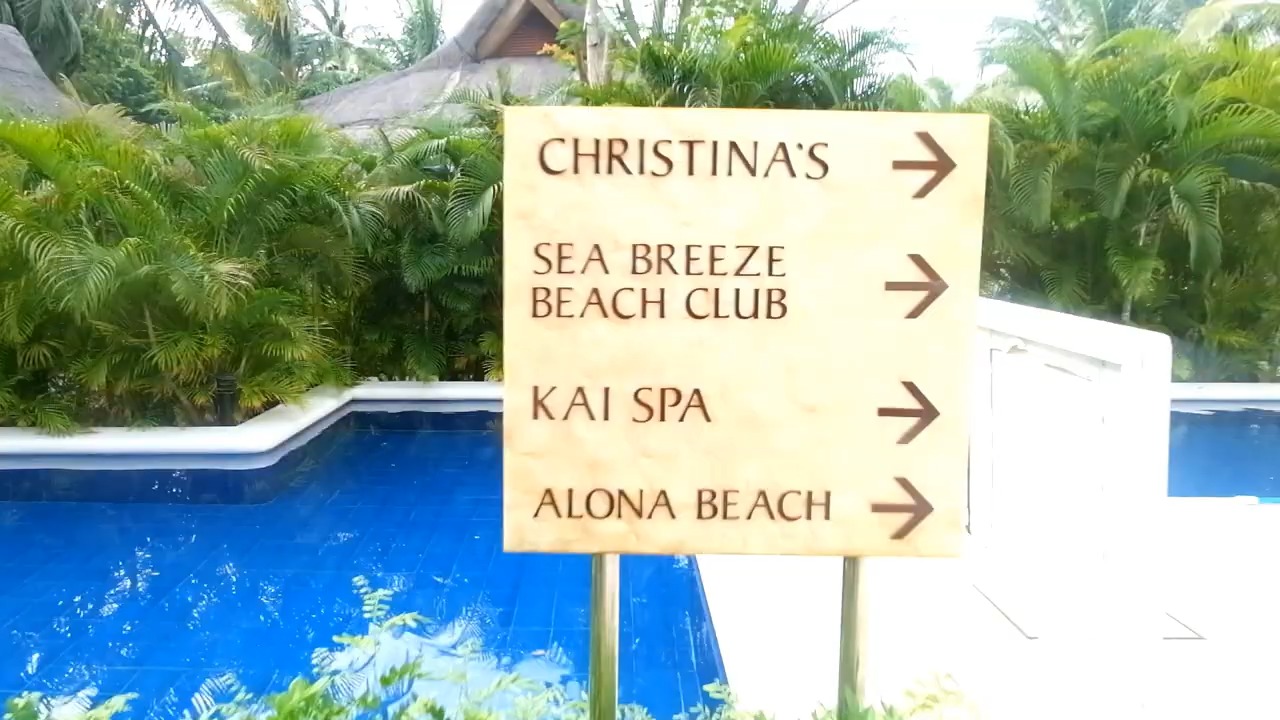 CHRISTINA'S →
SEA BREEZE
BEACH CLUB →
KAI SPA →
ALONA BEACH →